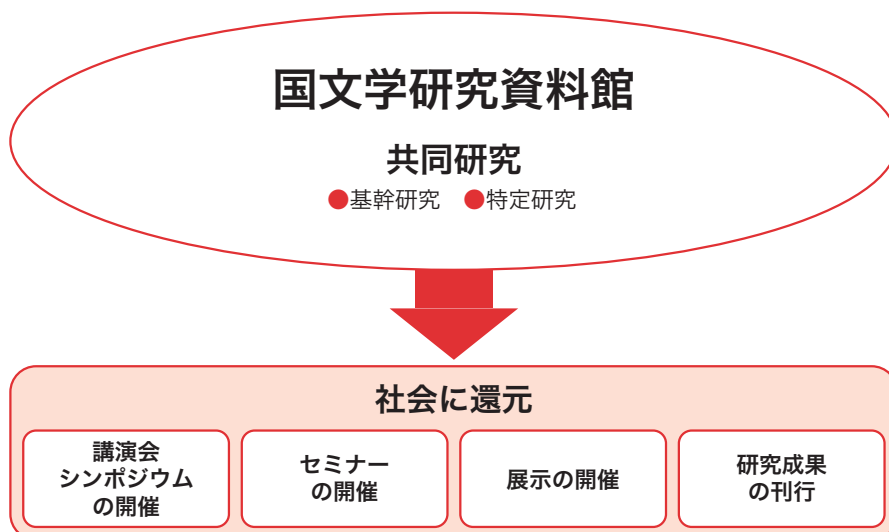 国文学研究資料館
共同研究
●基幹研究 ●特定研究
社会に還元
講演会
シンポジウム
の開催
セミナー
の開催
展示の開催
研究成果
の刊行